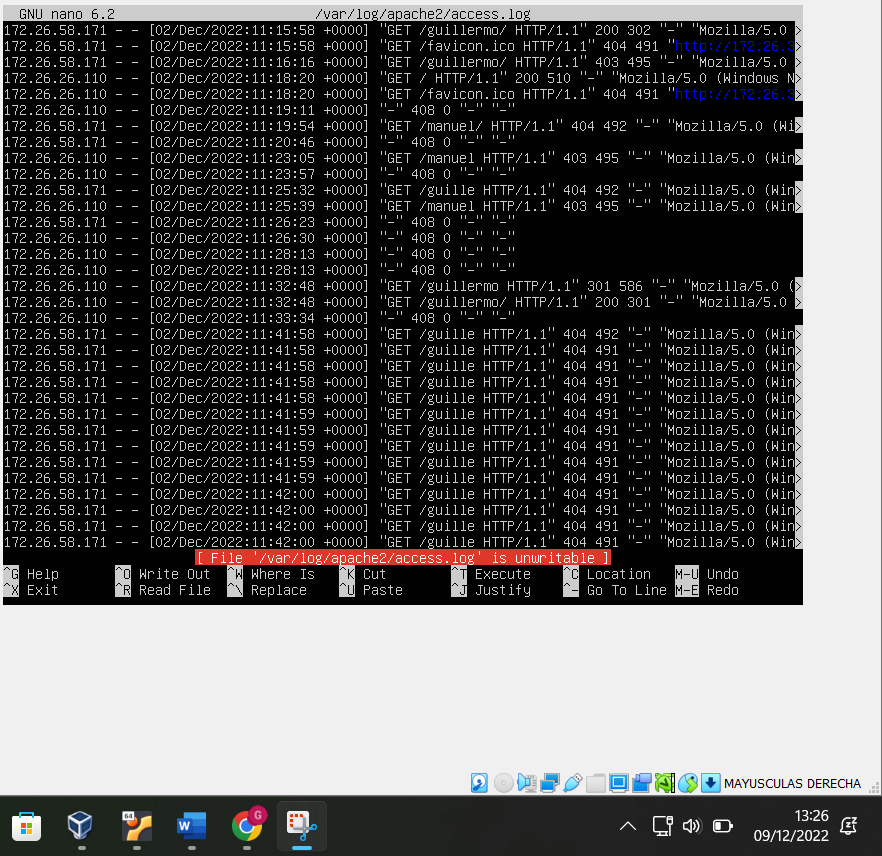 GNU nano 6.2 /var/log/apache2/access.log
172.26.58.171 - - [02/Dec/2022:11:15:58 +0000] "GET /guillermo/ HTTP/1.1" 200 302 "-" "Mozilla/5.0 >
172.26.58.171 - - [02/Dec/2022:11:15:58 +0000] "GET /favicon.ico HTTP/1.1" 404 491 "http://172.26.3>
172.26.58.171 - - [02/Dec/2022:11:16:16 +0000] "GET /guillermo/ HTTP/1.1" 403 495 "-" "Mozilla/5.0 >
172.26.26.110 - - [02/Dec/2022:11:18:20 +0000] "GET / HTTP/1.1" 200 510 "-" "Mozilla/5.0 (Windows N>
172.26.26.110 - - [02/Dec/2022:11:18:20 +0000] "GET /favicon.ico HTTP/1.1" 404 491 "http://172.26.3>
172.26.26.110 - - [02/Dec/2022:11:19:11 +0000] "-" 408 0 "-" "-"
172.26.26.110 - - [02/Dec/2022:11:19:54 +0000] "GET /manuel/ HTTP/1.1" 404 492 "-" "Mozilla/5.0 (Wi>
172.26.26.110 - - [02/Dec/2022:11:20:46 +0000] "-" 408 0 "-" "-"
172.26.26.110 - - [02/Dec/2022:11:23:05 +0000] "GET /manuel HTTP/1.1" 403 495 "-" "Mozilla/5.0 (Win>
172.26.26.110 - - [02/Dec/2022:11:23:57 +0000] "-" 408 0 "-" "-"
172.26.26.110 - - [02/Dec/2022:11:25:32 +0000] "GET /guille HTTP/1.1" 404 492 "-" "Mozilla/5.0 (Win>
172.26.26.110 - - [02/Dec/2022:11:25:39 +0000] "GET /manuel HTTP/1.1" 403 495 "-" "Mozilla/5.0 (Win>
172.26.58.171 - - [02/Dec/2022:11:26:23 +0000] "-" 408 0 "-" "-"
172.26.26.110 - - [02/Dec/2022:11:26:30 +0000] "-" 408 0 "-" "-"
172.26.26.110 - - [02/Dec/2022:11:28:13 +0000] "-" 408 0 "-" "-"
172.26.26.110 - - [02/Dec/2022:11:28:13 +0000] "-" 408 0 "-" "-"
172.26.26.110 - - [02/Dec/2022:11:32:48 +0000] "GET /guillermo HTTP/1.1" 301 586 "-" "Mozilla/5.0 (>
172.26.26.110 - - [02/Dec/2022:11:32:48 +0000] "GET /guillermo/ HTTP/1.1" 200 301 "-" "Mozilla/5.0 >
172.26.26.110 - - [02/Dec/2022:11:33:34 +0000] "-" 408 0 "-" "-"
172.26.58.171 - - [02/Dec/2022:11:41:58 +0000] "GET /guille HTTP/1.1" 404 492 "-" "Mozilla/5.0 (Win>
172.26.58.171 - - [02/Dec/2022:11:41:58 +0000] "GET /guille HTTP/1.1" 404 491 "-" "Mozilla/5.0 (Win>
172.26.58.171 - - [02/Dec/2022:11:41:58 +0000] "GET /guille HTTP/1.1" 404 491 "-" "Mozilla/5.0 (Win>
172.26.58.171 - - [02/Dec/2022:11:41:58 +0000] "GET /guille HTTP/1.1" 404 491 "-" "Mozilla/5.0 (Win>
172.26.58.171 - - [02/Dec/2022:11:41:58 +0000] "GET /guille HTTP/1.1" 404 491 "-" "Mozilla/5.0 (Win>
172.26.58.171 - - [02/Dec/2022:11:41:59 +0000] "GET /guille HTTP/1.1" 404 491 "-" "Mozilla/5.0 (Win>
172.26.58.171 - - [02/Dec/2022:11:41:59 +0000] "GET /guille HTTP/1.1" 404 491 "-" "Mozilla/5.0 (Win>
172.26.58.171 - - [02/Dec/2022:11:41:59 +0000] "GET /guille HTTP/1.1" 404 491 "-" "Mozilla/5.0 (Win>
172.26.58.171 - - [02/Dec/2022:11:41:59 +0000] "GET /guille HTTP/1.1" 404 491 "-" "Mozilla/5.0 (Win>
172.26.58.171 - - [02/Dec/2022:11:41:59 +0000] "GET /guille HTTP/1.1" 404 491 "-" "Mozilla/5.0 (Win>
172.26.58.171 - - [02/Dec/2022:11:42:00 +0000] "GET /guille HTTP/1.1" 404 491 "-" "Mozilla/5.0 (Win>
172.26.58.171 - - [02/Dec/2022:11:42:00 +0000] "GET /guille HTTP/1.1" 404 491 "-" "Mozilla/5.0 (Win>
172.26.58.171 - - [02/Dec/2022:11:42:00 +0000] "GET /guille HTTP/1.1" 404 491 "-" "Mozilla/5.0 (Win>
172.26.58.171 - - [02/Dec/2022:11:42:00 +0000] "GET /guille HTTP/1.1" 404 491 "-" "Mozilla/5.0 (Win>
[ File '/var/log/apache2/access.log' is unwritable ]
^G Help ^O Write Out ^W Where Is ^K Cut ^T Execute ^C Location M-U Undo
^X Exit ^R Read File ^\ Replace ^U Paste ^J Justify ^- Go To Line M-E Redo
MAYUSCULAS DERECHA
64 W G 13:26
09/12/2022